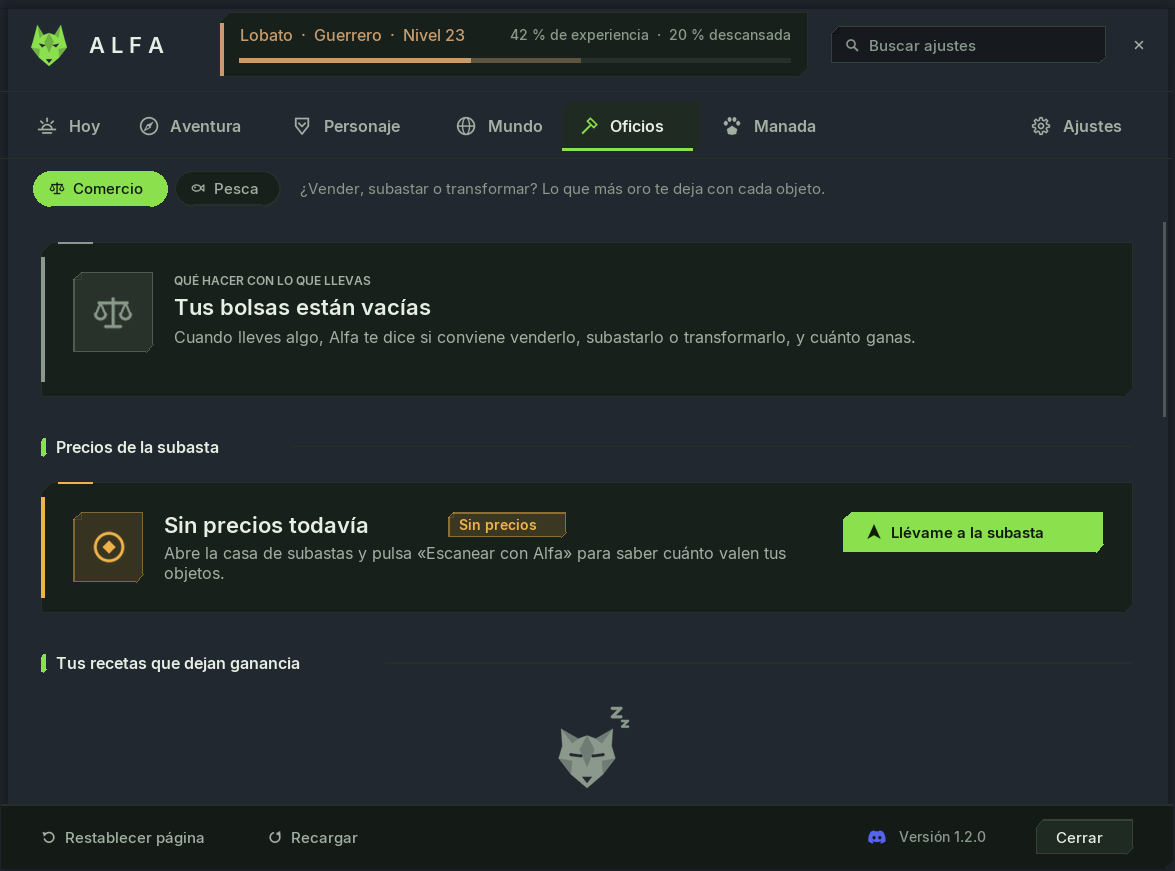 ALFA
Lobato · Guerrero · Nivel 23
42 % de experiencia · 20 % descansada
Buscar ajustes
Hoy
Aventura
Personaje
Mundo
Oficios
Manada
Ajustes
Comercio
Pesca
¿Vender, subastar o transformar? Lo que más oro te deja con cada objeto.
QUÉ HACER CON LO QUE LLEVAS
Tus bolsas están vacías
Cuando lleves algo, Alfa te dice si conviene venderlo, subastarlo o transformarlo, y cuánto ganas.
Precios de la subasta
Sin precios todavía
Sin precios
Abre la casa de subastas y pulsa «Escanear con Alfa» para saber cuánto valen tus
objetos.
Llévame a la subasta
Tus recetas que dejan ganancia
z
z
Restablecer página
Recargar
Versión 1.2.0
Cerrar